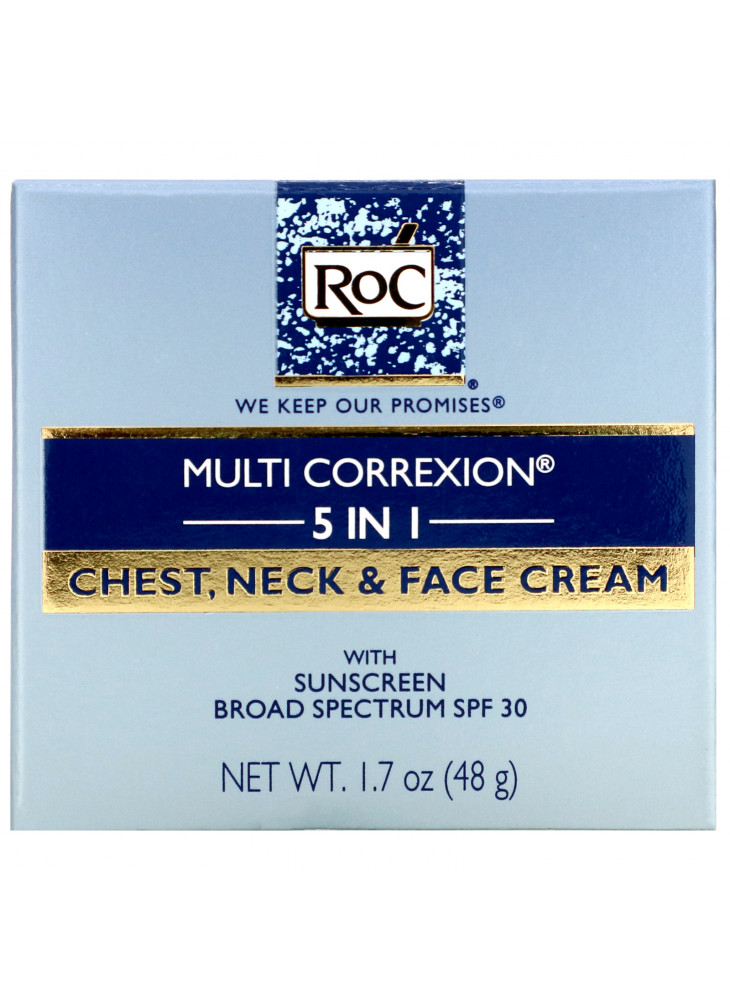 RoC
®
WE KEEP OUR PROMISES®
MULTI CORREXION®
5 IN 1
CHEST, NECK & FACE CREAM
WITH
SUNSCREEN
BROAD SPECTRUM SPF 30
NET WT. 1.7 oz (48 g)